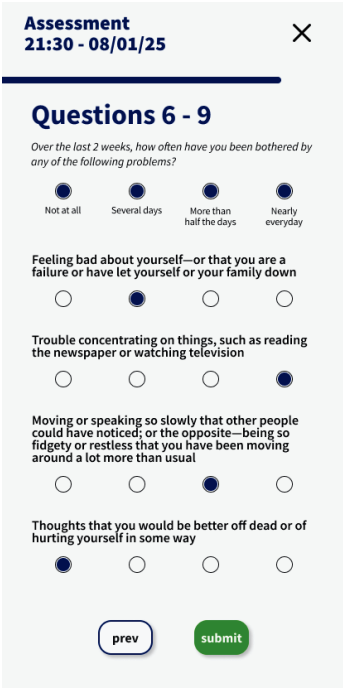 Assessment
21:30 - 08/01/25
Questions 6 - 9
Over the last 2 weeks, how often have you been bothered by
any of the following problems?
Not at all
Several days
More than
half the days
Nearly
everyday
Feeling bad about yourself—or that you are a
failure or have let yourself or your family down
Trouble concentrating on things, such as reading
the newspaper or watching television
Moving or speaking so slowly that other people
could have noticed; or the opposite—being so
fidgety or restless that you have been moving
around a lot more than usual
Thoughts that you would be better off dead or of
hurting yourself in some way
prev
submit